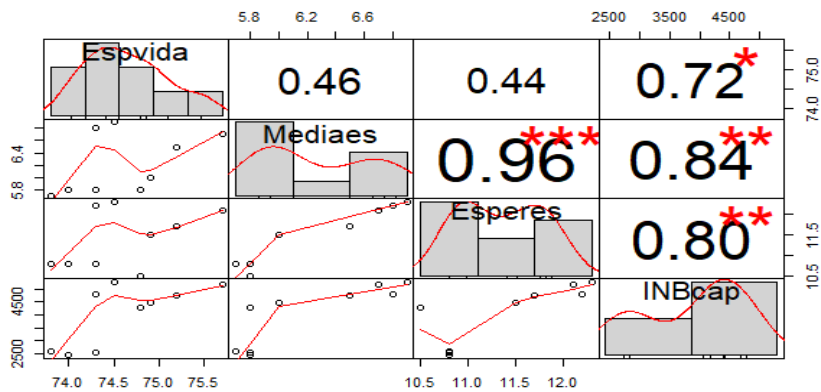 5.8 6.2 6.6 2500 3500 4500
Espvida 0.46 0.44 0.72* 74.0 75.0
5.8 6.4 Mediaes 0.96*** 0.84**
Esperes 0.80** 10.5 11.5
2500 4500 INBcap
74.0 74.5 75.0 75.5 10.5 11.0 11.5 12.0